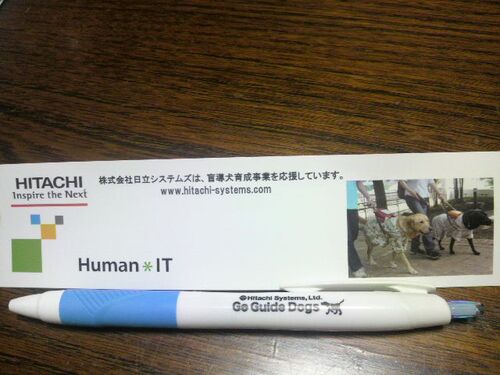 HITACHI
Inspire the Next
株式会社日立システムズは、盲導犬育成事業を応援しています。
www.hitachi-systems.com
Human*IT
Hitachi Systems, Ltd.
Go Guide Dogs